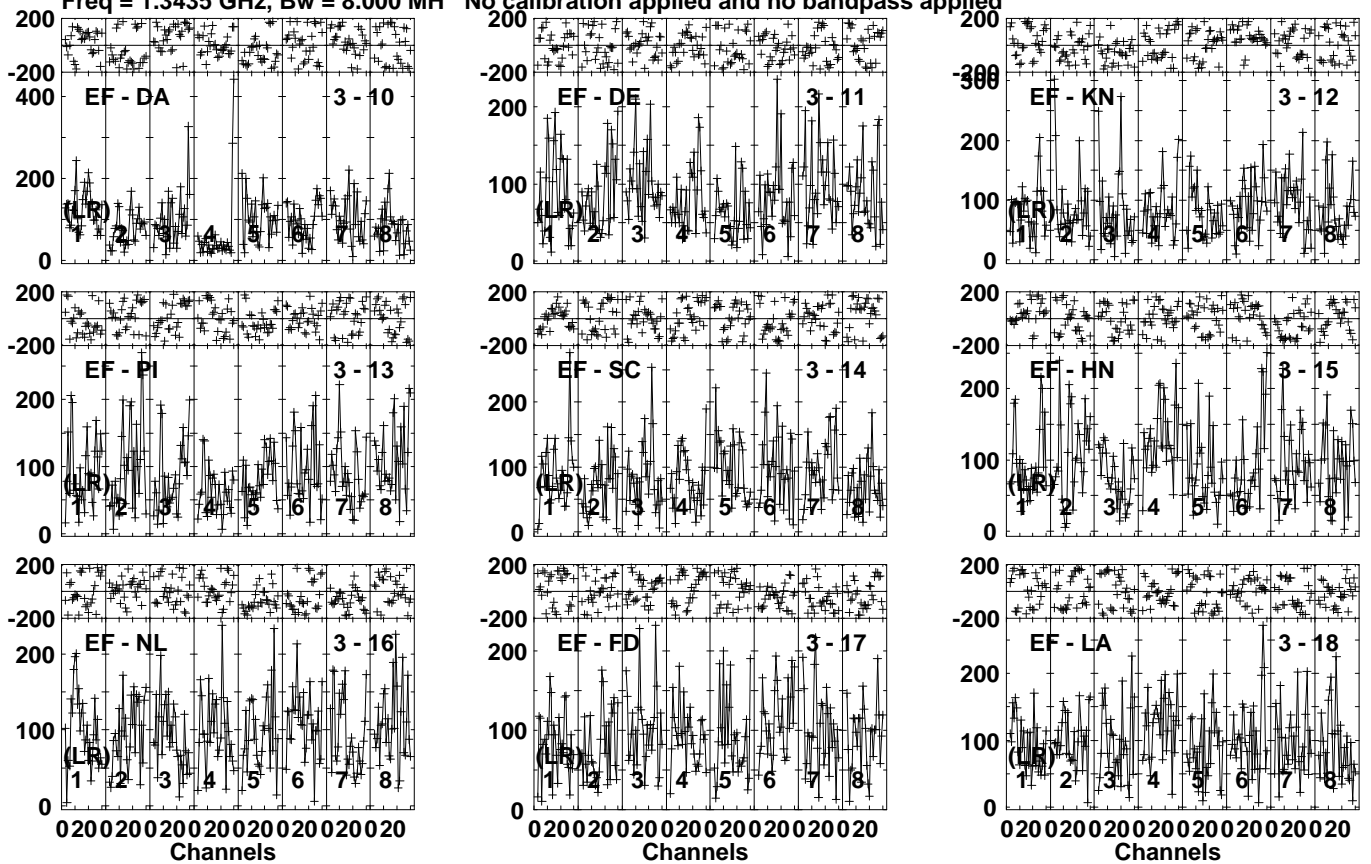 Freq = 1.3435 GHz, Bw = 8.000 MH No calibration applied and no bandpass applied
200 200 200
-200 -200 -200
400 EF - DA 3 - 10 200 EF - DE 3 - 11 300 EF - KN 3 - 12
200 100 200
(LR) (LR) 100 (LR)
1 2 3 4 5 6 7 8 1 2 3 4 5 6 7 8 1 2 3 4 5 6 7 8
0 0 0
200 200 200
-200 -200 -200
EF - PI 3 - 13 EF - SC 3 - 14 EF - HN 3 - 15
200 200 200
100 100 100
(LR) (LR) (LR)
1 2 3 4 5 6 7 8 1 2 3 4 5 6 7 8 1 2 3 4 5 6 7 8
0 0 0
200 200 200
-200 -200 -200
EF - NL 3 - 16 EF - FD 3 - 17 EF - LA 3 - 18
200 200 200
100 100 100
(LR) (LR) (LR)
1 2 3 4 5 6 7 8 1 2 3 4 5 6 7 8 1 2 3 4 5 6 7 8
0 0 0
0 20 0 20 0 20 0 20 0 20 0 20 0 20 0 20 0 20 0 20 0 20 0 20 0 20 0 20 0 20 0 20 0 20 0 20 0 20 0 20 0 20 0 20 0 20 0 20
Channels Channels Channels